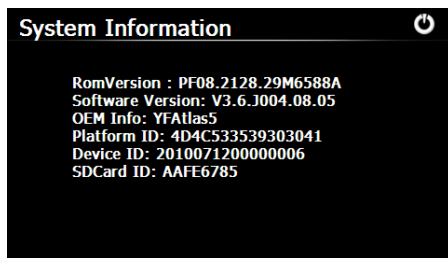 System Information
RomVersion : PF08.2128.29M6588A
Software Version: V3.6.J004.08.05
OEM Info: YFAtlas5
Platform ID: 4D4C533539303041
Device ID: 2010071200000006
SDCard ID: AAFE6785